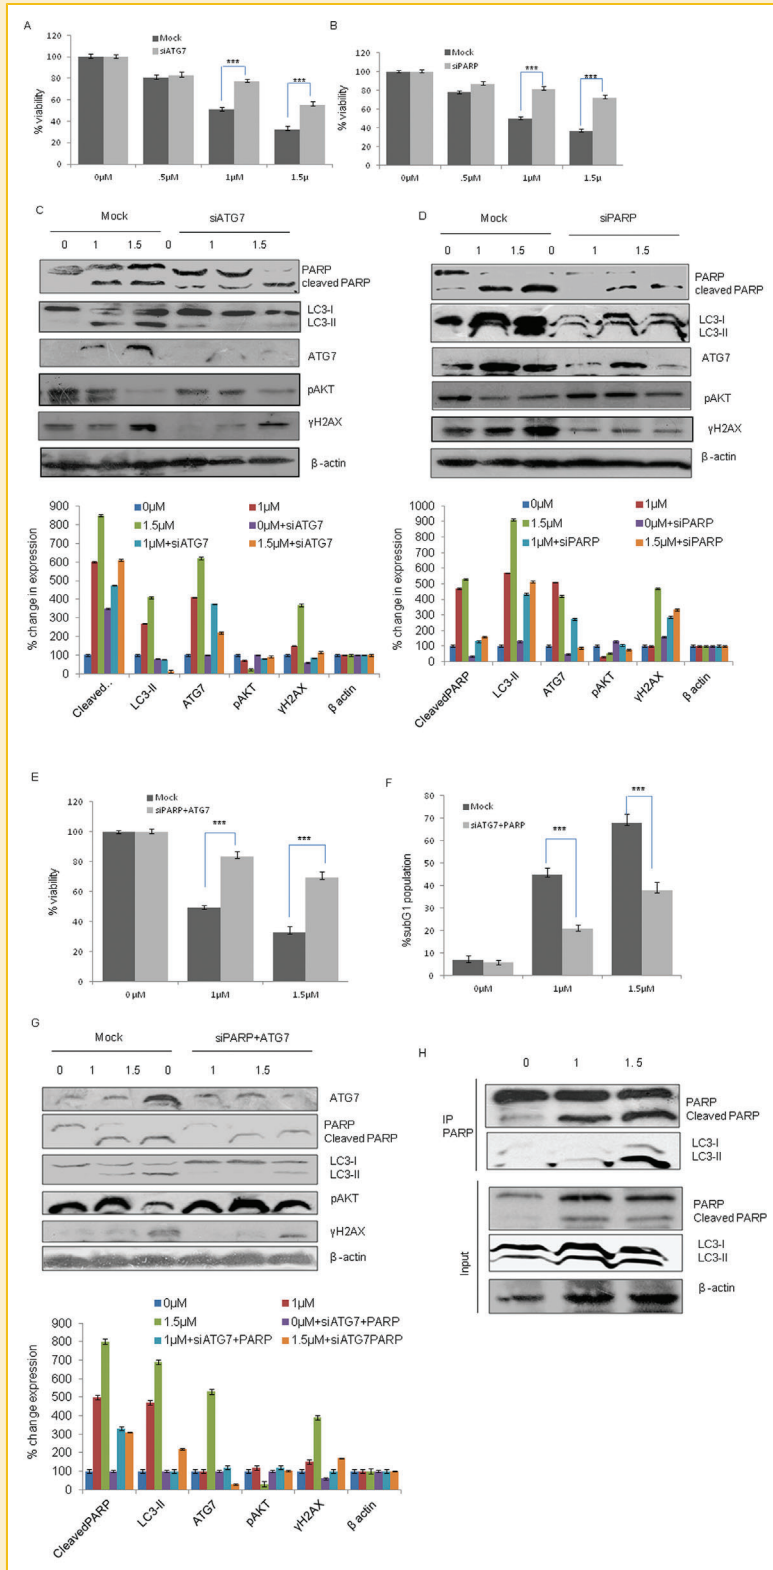 A
Mock
siATG7
120
100
80
60
40
20
0
% viability
***
***
0µM
.5µM
1µM
1.5µ
B
Mock
siPARP
120
100
80
60
40
20
0
% viability
***
***
0µM
.5µM
1µM
1.5µ
C
Mock siATG7
0 1 1.5 0 1 1.5
PARP
cleaved PARP
LC3-I
LC3-II
ATG7
pAKT
γH2AX
β-actin
D
Mock siPARP
0 1 1.5 0 1 1.5
PARP
cleaved PARP
LC3-I
LC3-II
ATG7
pAKT
γH2AX
β-actin
0µM 1µM
1.5µM 0µM+siATG7
1µM+siATG7 1.5µM+siATG7
900
800
700
600
500
400
300
200
100
0
% change in expression
Cleaved..
LC3-II
ATG7
pAKT
γH2AX
β actin
0µM 1µM
1.5µM 0µM+siPARP
1µM+siPARP 1.5µM+siPARP
1000
900
800
700
600
500
400
300
200
100
0
% change in expression
CleavedPARP
LC3-II
ATG7
pAKT
γH2AX
β actin
E
Mock
siPARP+ATG7
120
100
80
60
40
20
0
% viability
***
***
0µM
1µM
1.5µM
F
Mock
siATG7+PARP
80
70
60
50
40
30
20
10
0
%subG1 population
***
***
0µM
1µM
1.5µM
G
Mock siPARP+ATG7
0 1 1.5 0 1 1.5
ATG7
PARP
Cleaved PARP
LC3-I
LC3-II
pAKT
γH2AX
β-actin
H
0 1 1.5
IP
PARP
PARP
Cleaved PARP
LC3-I
LC3-II
Input
PARP
Cleaved PARP
LC3-I
LC3-II
β-actin
0µM 1µM
1.5µM 0µM+siATG7+PARP
1µM+siATG7+PARP 1.5µM+siATG7PARP
900
800
700
600
500
400
300
200
100
0
% change expression
CleavedPARP
LC3-II
ATG7
pAKT
γH2AX
β actin